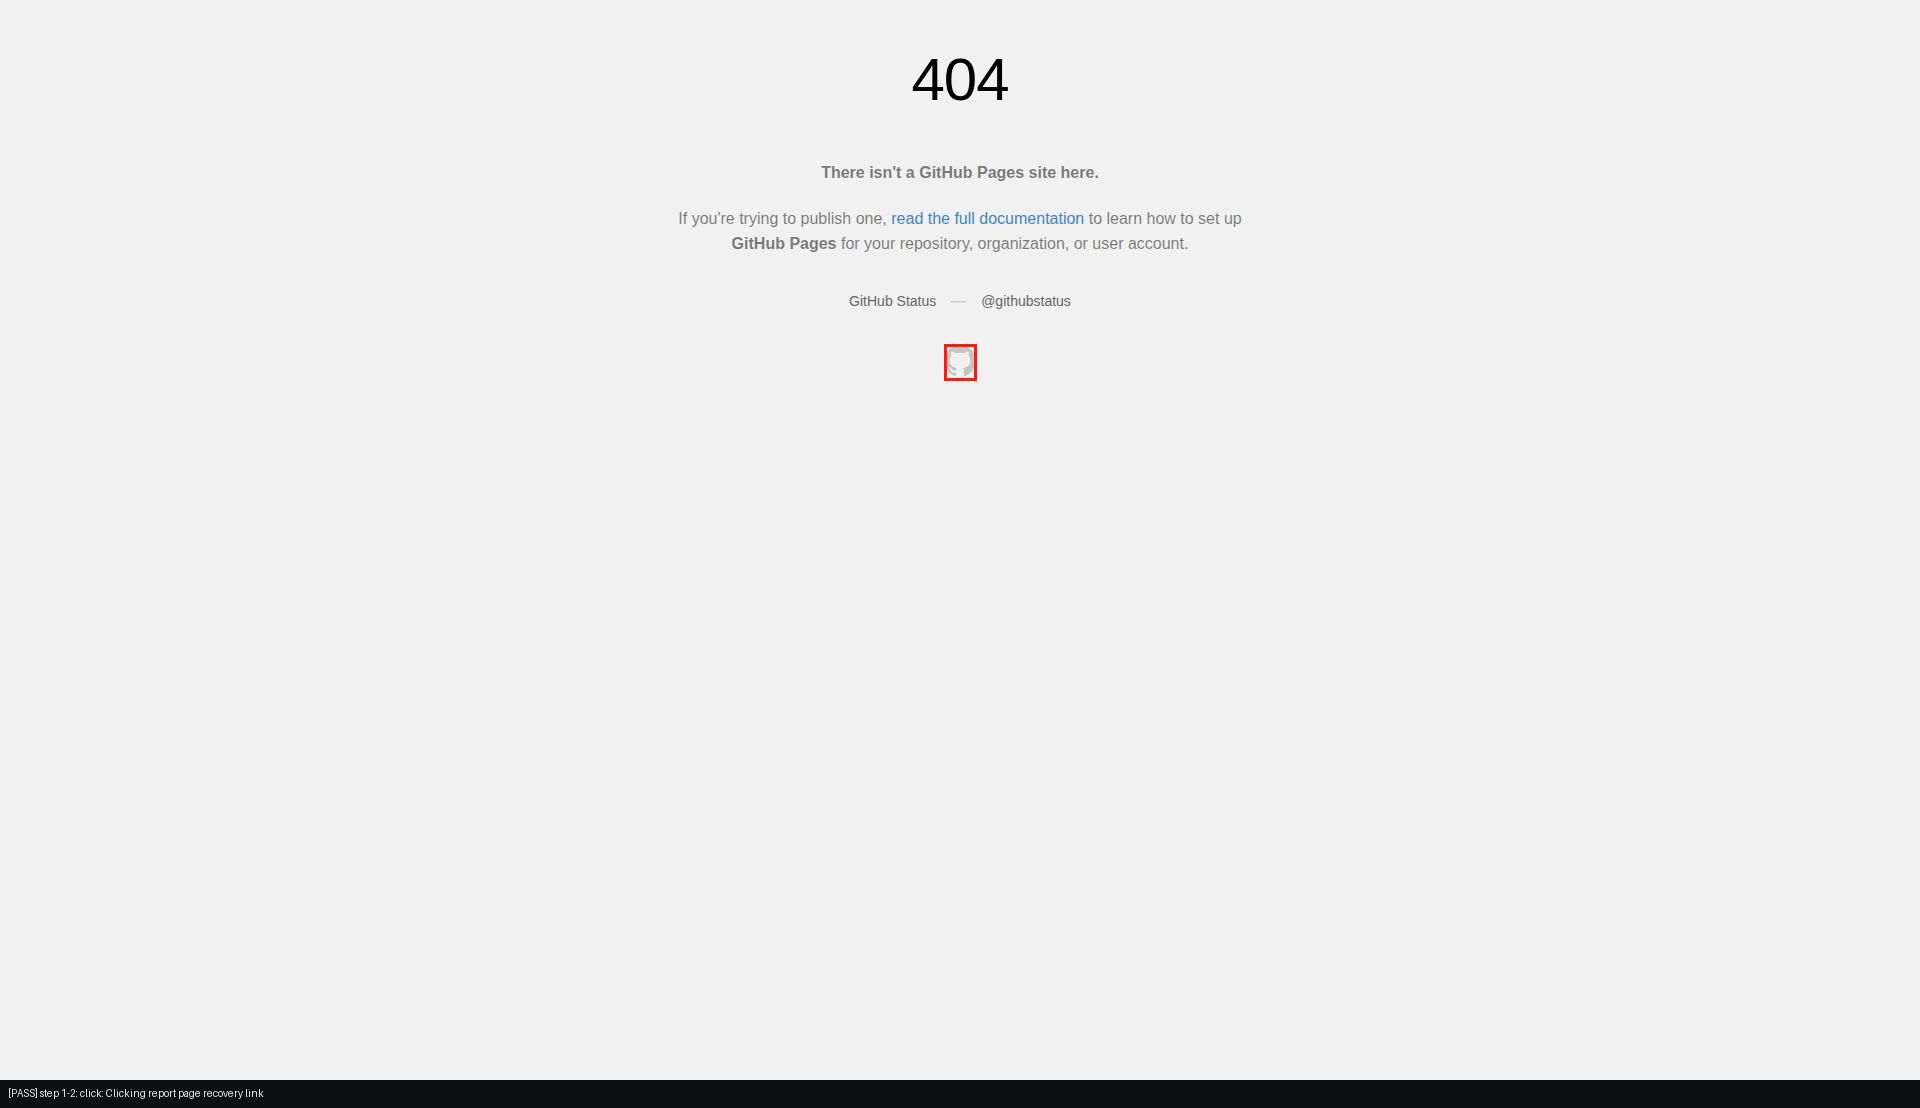 404
There isn't a GitHub Pages site here.
If you're trying to publish one, read the full documentation to learn how to set up
GitHub Pages for your repository, organization, or user account.
GitHub Status — @githubstatus
[PASS] step 1-2: click: Clicking report page recovery link